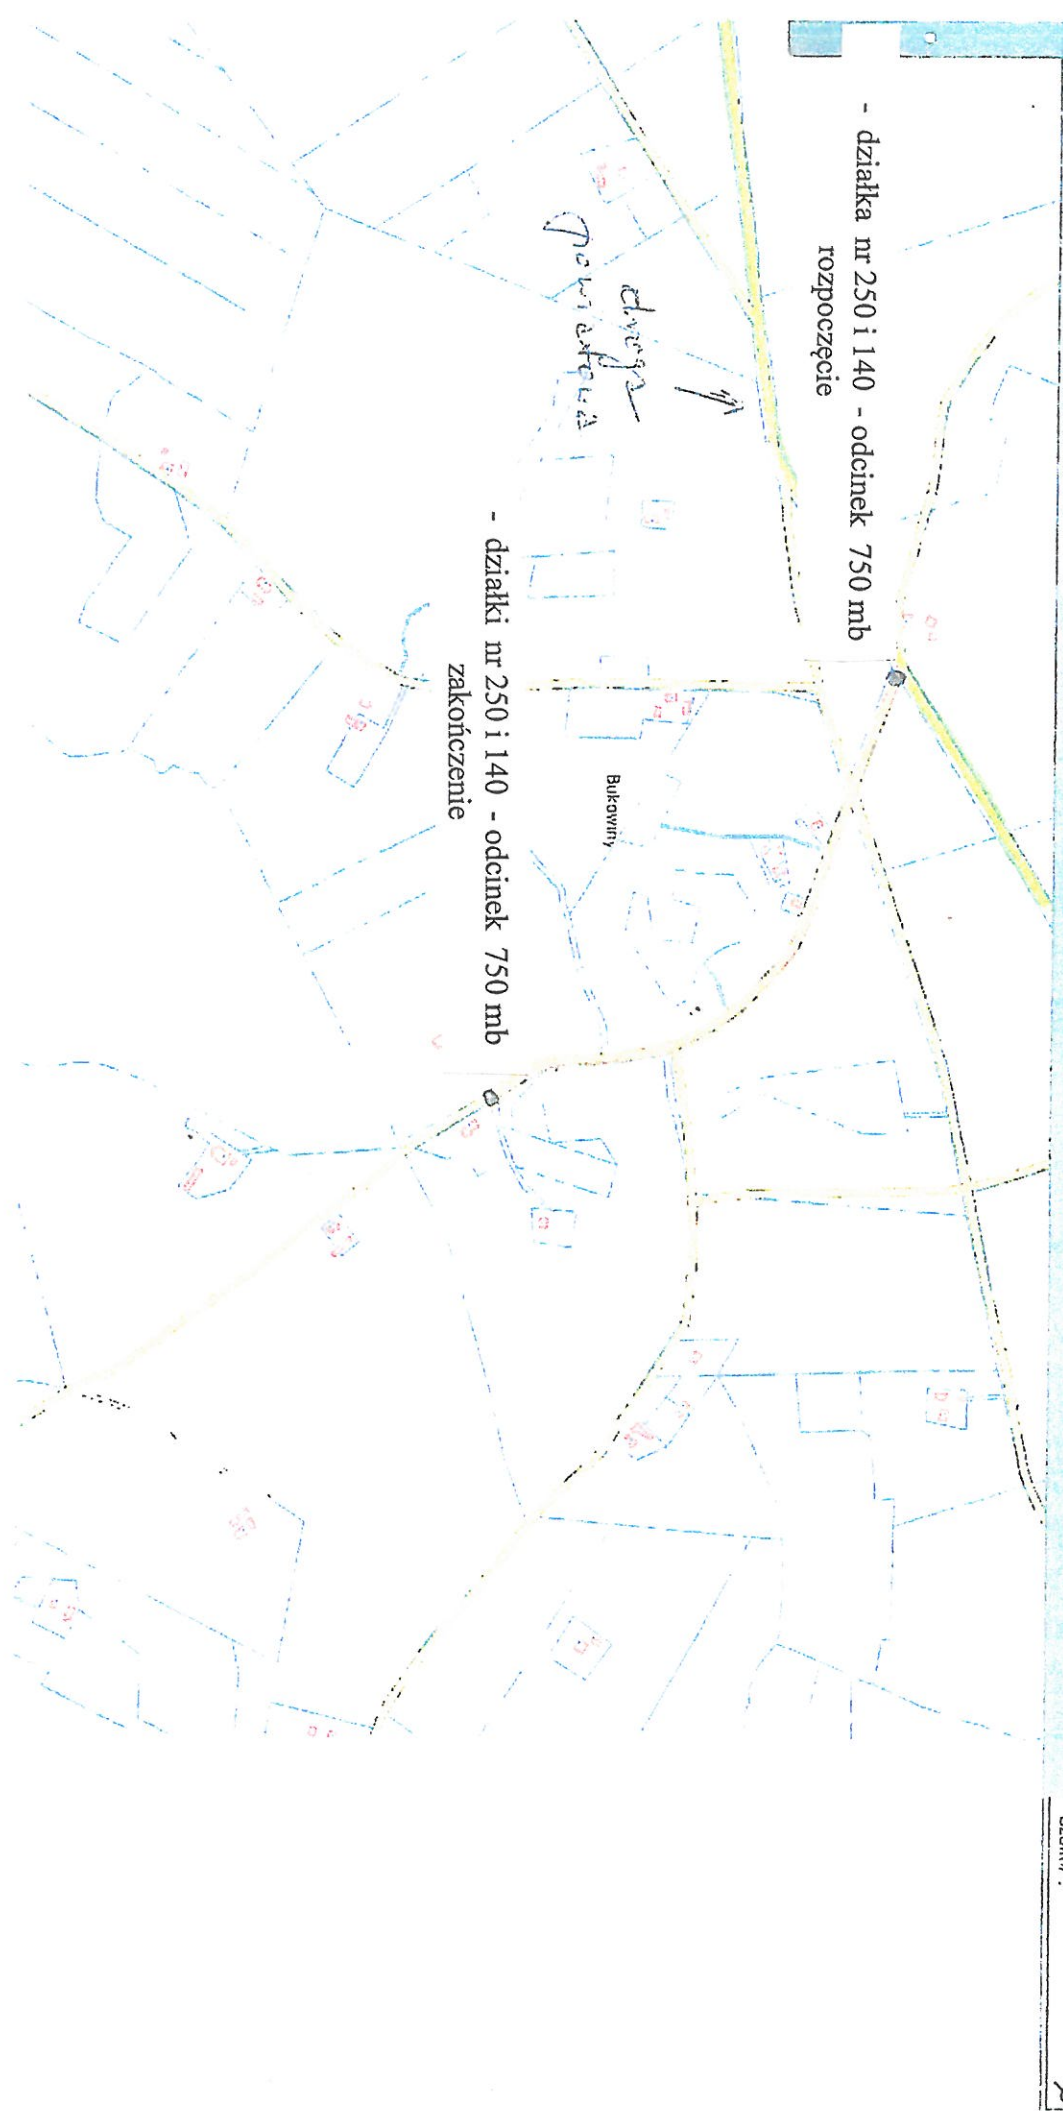 - działka nr 250 i 140 - odcinek 750 mb
rozpoczęcie
droga
powiatowa
- działki nr 250 i 140 - odcinek 750 mb
zakończenie
Bukowiny